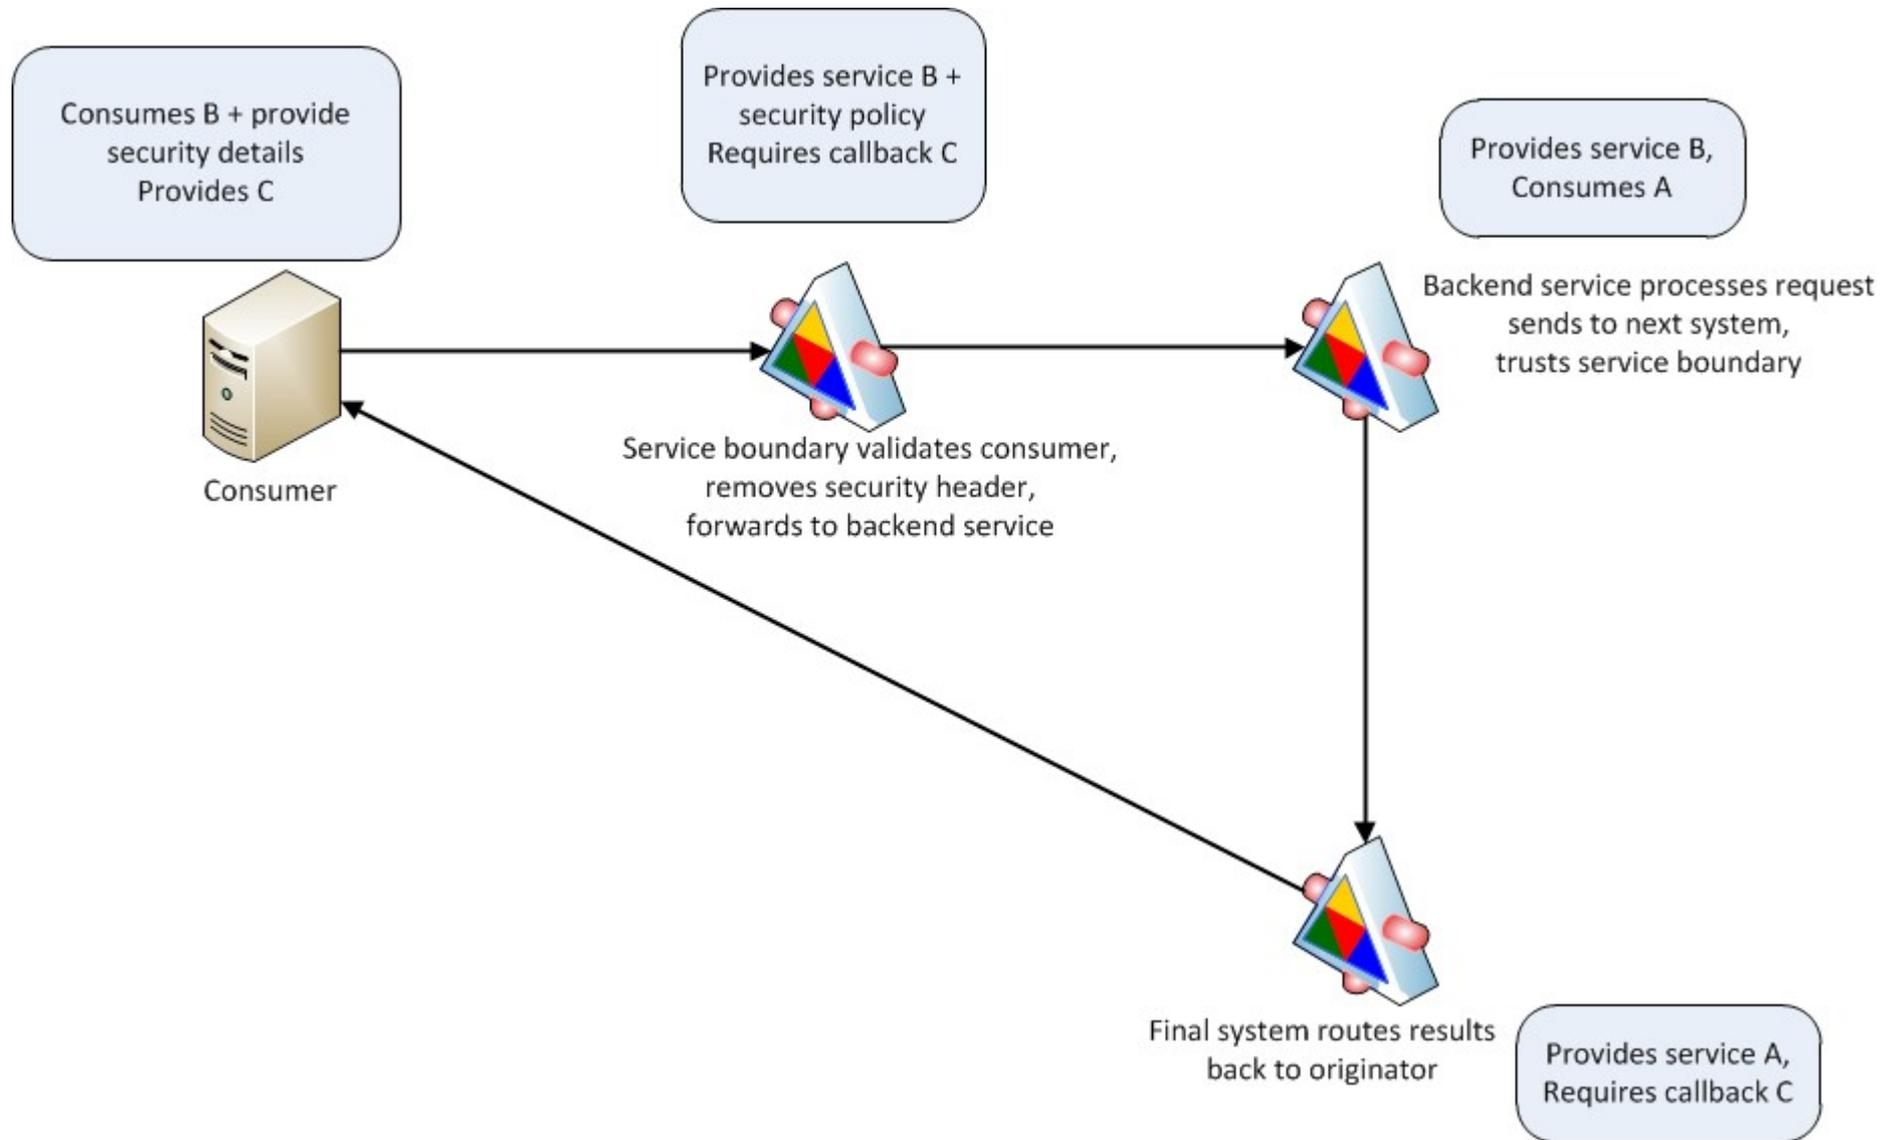 Consumes B + provide
security details
Provides C
Provides service B +
security policy
Requires callback C
Provides service B,
Consumes A
Backend service processes request
sends to next system,
trusts service boundary
Service boundary validates consumer,
removes security header,
forwards to backend service
Consumer
Final system routes results
back to originator
Provides service A,
Requires callback C